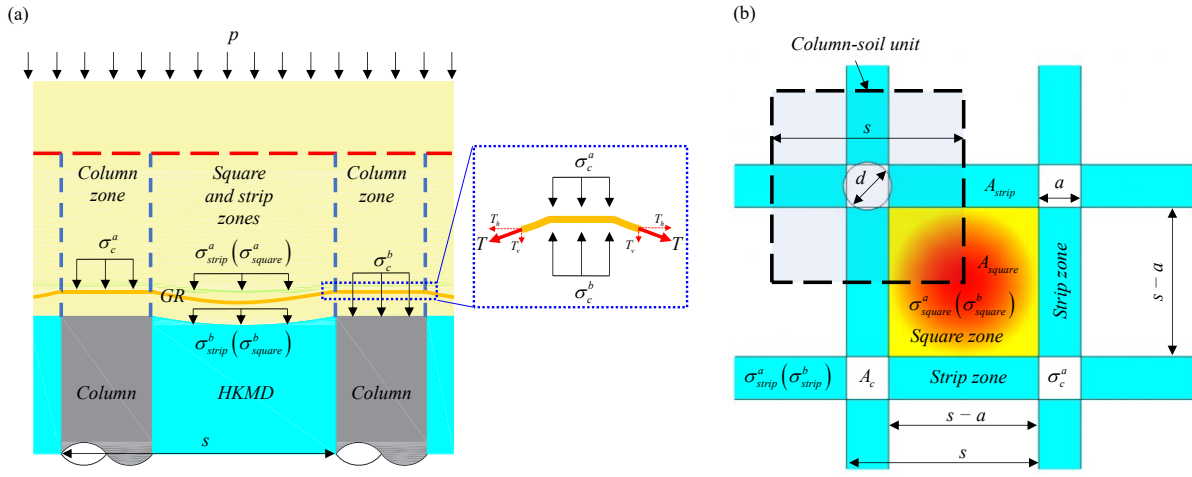 (a)
p
Column
zone
Square
and strip
zones
Column
zone
σ_c^a
σ_strip^a (σ_square^a)
σ_c^b
GR
σ_strip^b (σ_square^b)
Column
HKMD
Column
s
σ_c^a
T_h
T_h
T
T_v
T_v
T
σ_c^b
(b)
Column-soil unit
s
d
A_strip
a
A_square
σ_square^a (σ_square^b)
Square zone
Strip zone
s − a
σ_strip^a (σ_strip^b)
A_c
Strip zone
σ_c^a
s − a
s